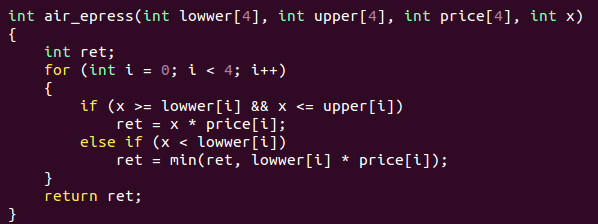 int air_epress(int lowwer[4], int upper[4], int price[4], int x)
{
    int ret;
    for (int i = 0; i < 4; i++)
    {
        if (x >= lowwer[i] && x <= upper[i])
            ret = x * price[i];
        else if (x < lowwer[i])
            ret = min(ret, lowwer[i] * price[i]);
    }
    return ret;
}